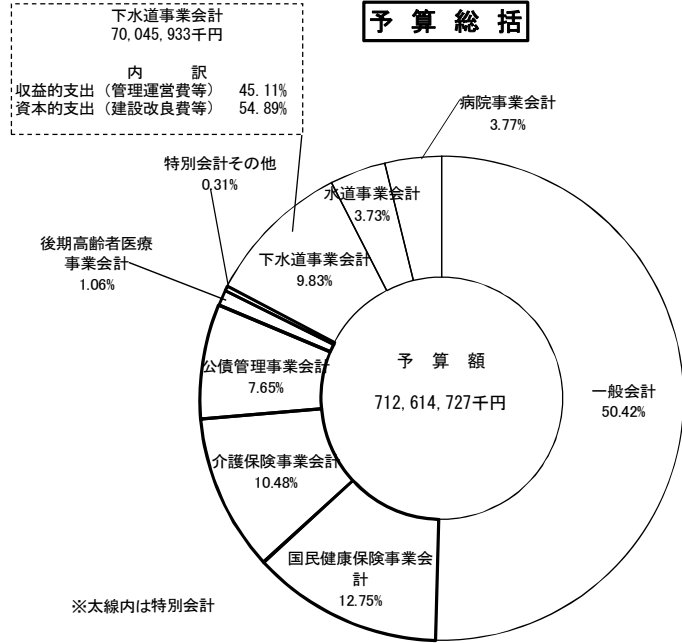 予算総括
下水道事業会計
70,045,933千円
内　　訳
収益的支出（管理運営費等）　45.11%
資本的支出（建設改良費等）　54.89%
病院事業会計
3.77%
水道事業会計
3.73%
特別会計その他
0.31%
下水道事業会計
9.83%
後期高齢者医療
事業会計
1.06%
公債管理事業会計
7.65%
予　算　額
712,614,727千円
一般会計
50.42%
介護保険事業会計
10.48%
国民健康保険事業会
計
12.75%
※太線内は特別会計